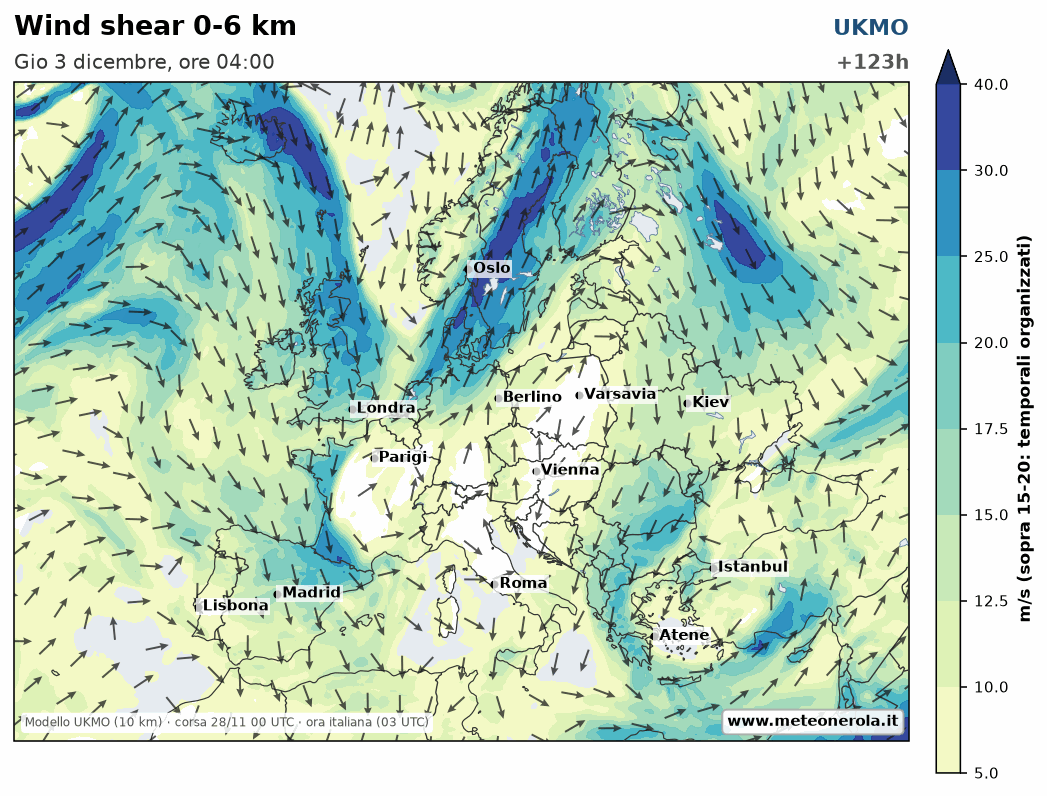 Wind shear 0-6 km
UKMO
Gio 3 dicembre, ore 04:00
+123h
40.0
30.0
25.0
20.0
17.5
15.0
12.5
10.0
5.0
m/s (sopra 15-20: temporali organizzati)
Oslo
Berlino
Varsavia
Kiev
Londra
Parigi
Vienna
Istanbul
Roma
Madrid
Lisbona
Atene
Modello UKMO (10 km) · corsa 28/11 00 UTC · ora italiana (03 UTC)
www.meteonerola.it